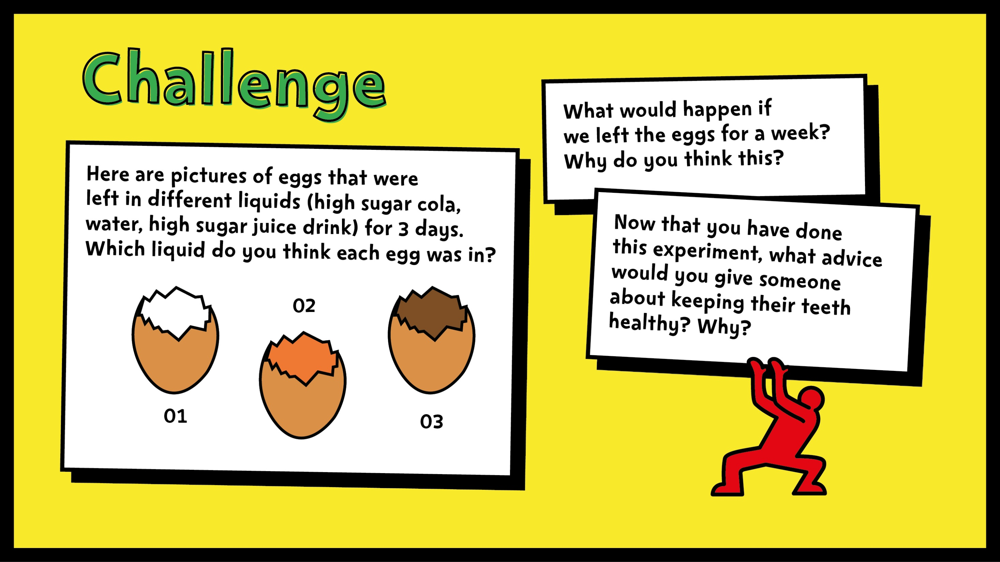 Challenge
Here are pictures of eggs that were
left in different liquids (high sugar cola,
water, high sugar juice drink) for 3 days.
Which liquid do you think each egg was in?
01
02
03
What would happen if
we left the eggs for a week?
Why do you think this?
Now that you have done
this experiment, what advice
would you give someone
about keeping their teeth
healthy? Why?